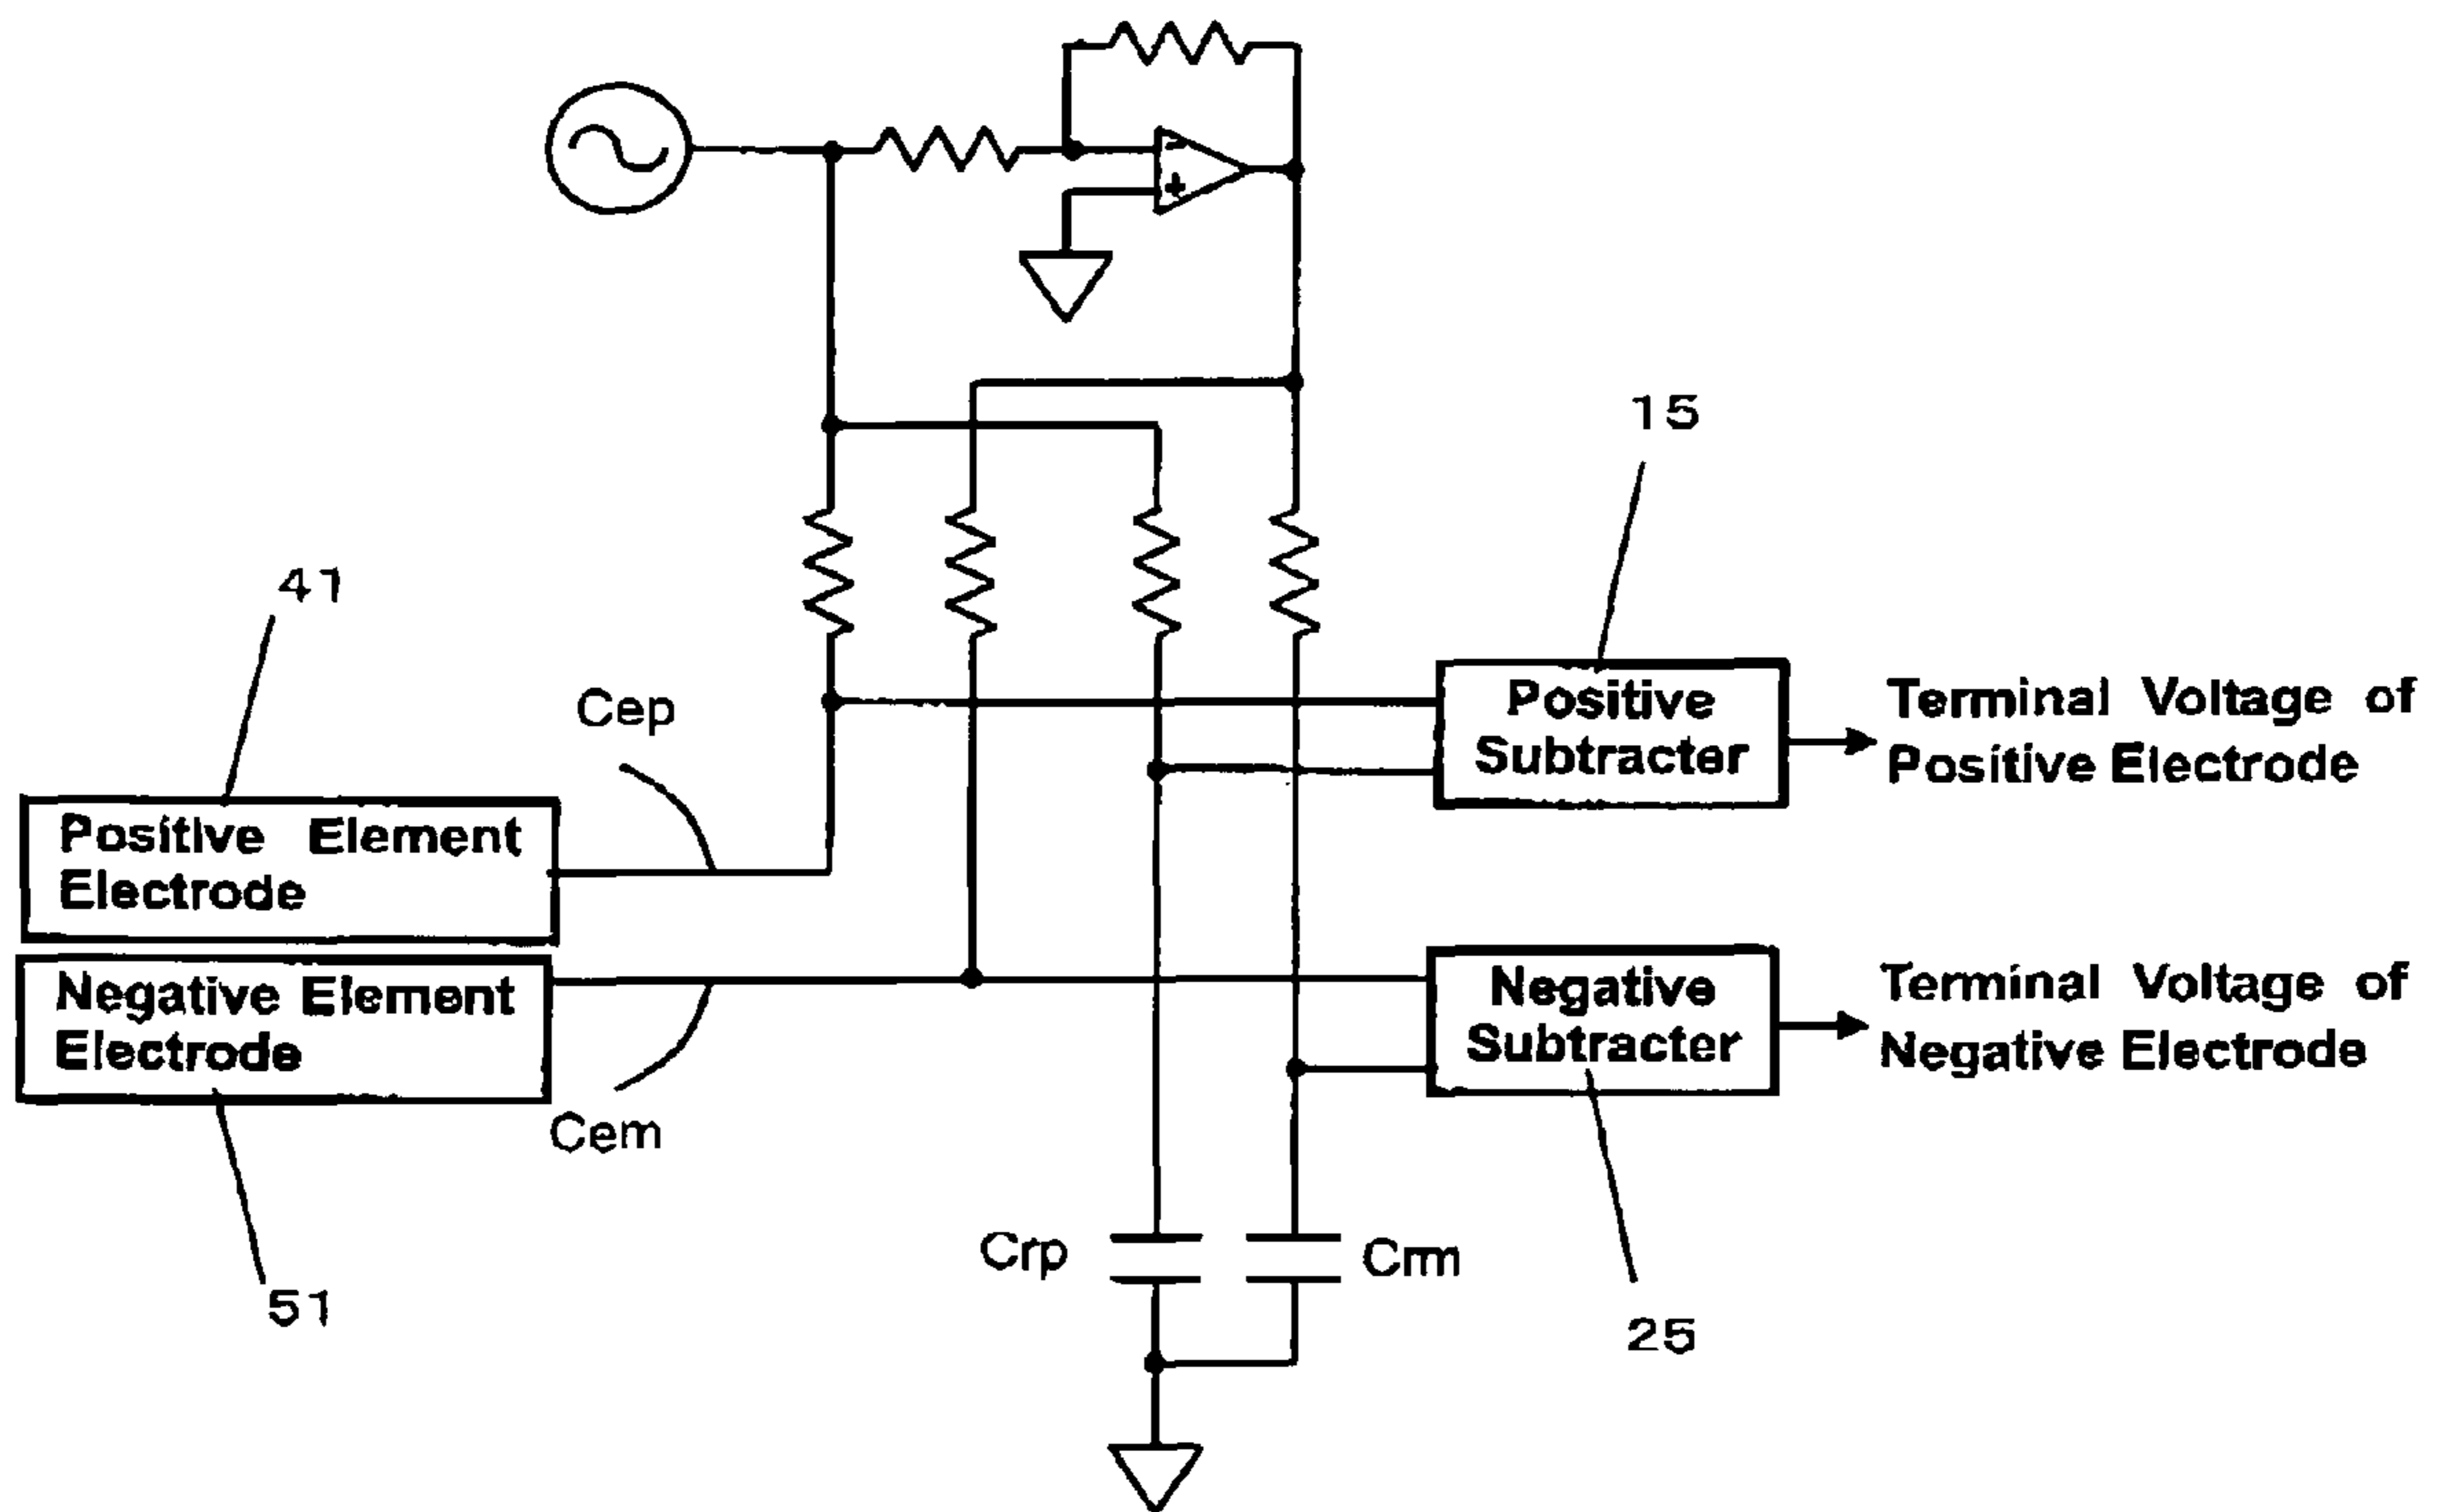 -
+
15
41
Cep
Positive
Subtracter
Terminal Voltage of
Positive Electrode
Positive Element
Electrode
Negative Element
Electrode
Negative
Subtracter
Terminal Voltage of
Negative Electrode
Cem
Crp
Crm
51
25